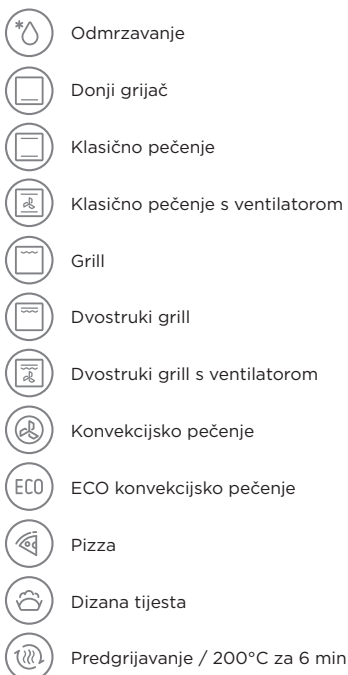 Odmrzavanje
Donji grijač
Klasično pečenje
Klasično pečenje s ventilatorom
Grill
Dvostruki grill
Dvostruki grill s ventilatorom
Konvekcijsko pečenje
ECO ECO konvekcijsko pečenje
Pizza
Dizana tijesta
Predgrijavanje / 200°C za 6 min